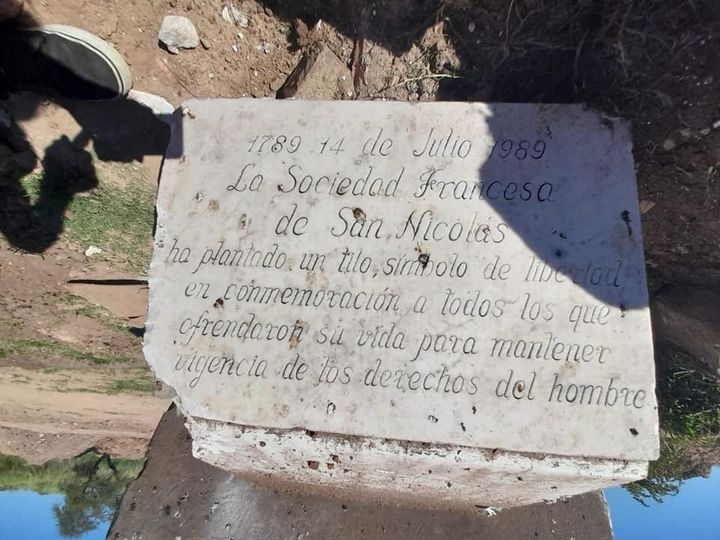 1789 14 de Julio 1989
La Sociedad Francesa
de San Nicolás
ha plantado un tilo, símbolo de libertad,
en conmemoración a todos los que
ofrendaron su vida para mantener
vigencia de los derechos del hombre